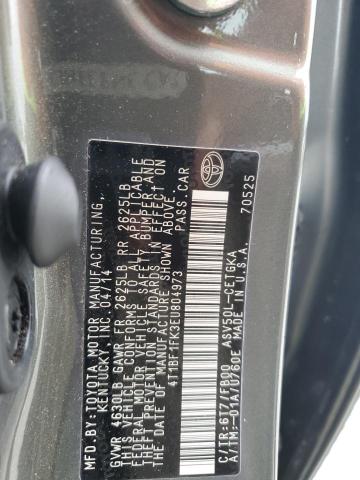 MFD.BY:TOYOTA MOTOR MANUFACTURING,
KENTUCKY, INC. 04/14
GVWR 4630LB GAWR FR 2625LB RR 2625LB
THIS VEHICLE CONFORMS TO ALL APPLICABLE
FEDERAL MOTOR VEHICLE SAFETY, BUMPER, AND
THEFT PREVENTION STANDARDS IN EFFECT ON
THE DATE OF MANUFACTURE SHOWN ABOVE.
4T1BF1FK3EU804973 PASS.CAR
70525
C/TR:6T7/FB00 ASV50L-CETGKA
A/TM:-01A/U760E MADE IN U.S.A.